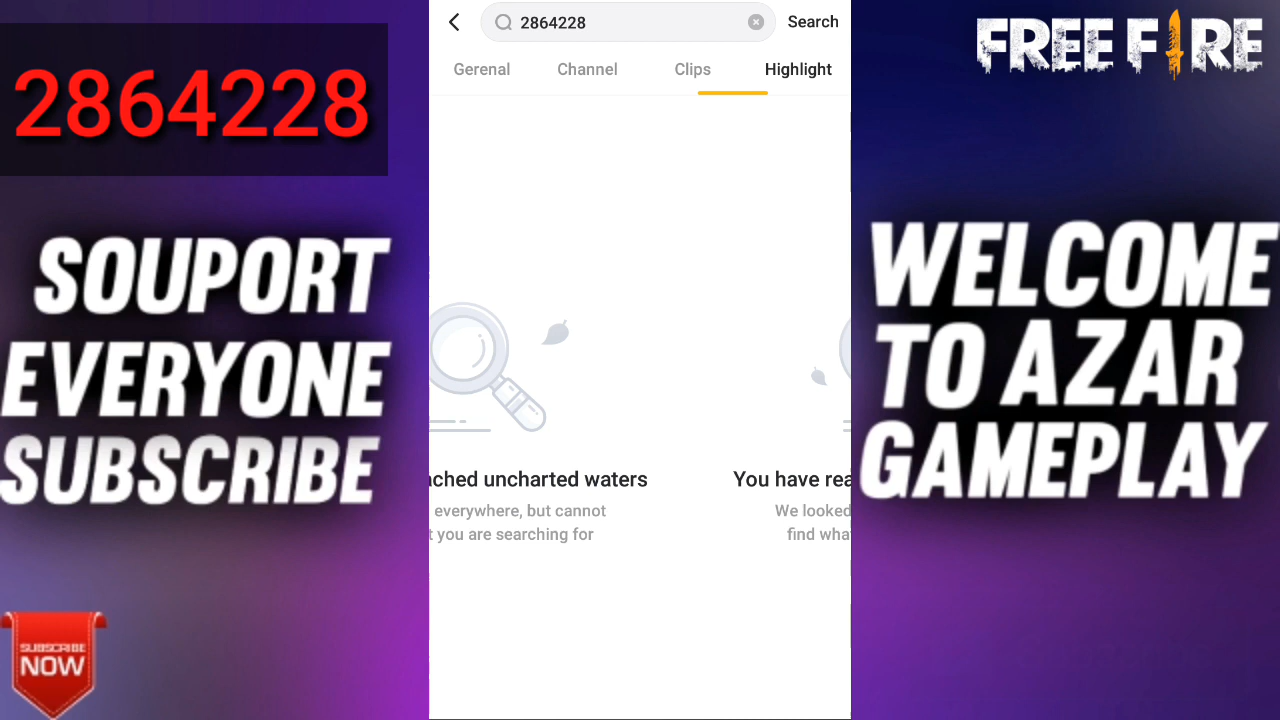 2864228
SOUPORT
EVERYONE
SUBSCRIBE
SUBSCRIBE
NOW
2864228
Search
Gerenal Channel Clips Highlight
ached uncharted waters
everywhere, but cannot
t you are searching for
You have rea
We looked
find wha
FREE FIRE
WELCOME
TO AZAR
GAMEPLAY